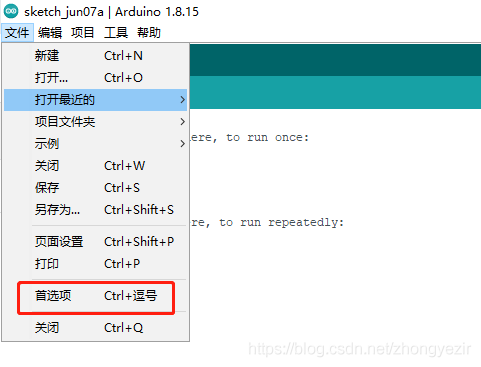 sketch_jun07a | Arduino 1.8.15
文件 编辑 项目 工具 帮助
新建 Ctrl+N
打开... Ctrl+O
打开最近的
项目文件夹
示例
关闭 Ctrl+W
保存 Ctrl+S
另存为... Ctrl+Shift+S
页面设置 Ctrl+Shift+P
打印 Ctrl+P
首选项 Ctrl+逗号
关闭 Ctrl+Q
ere, to run once:
re, to run repeatedly:
https://blog.csdn.net/zhongyezir